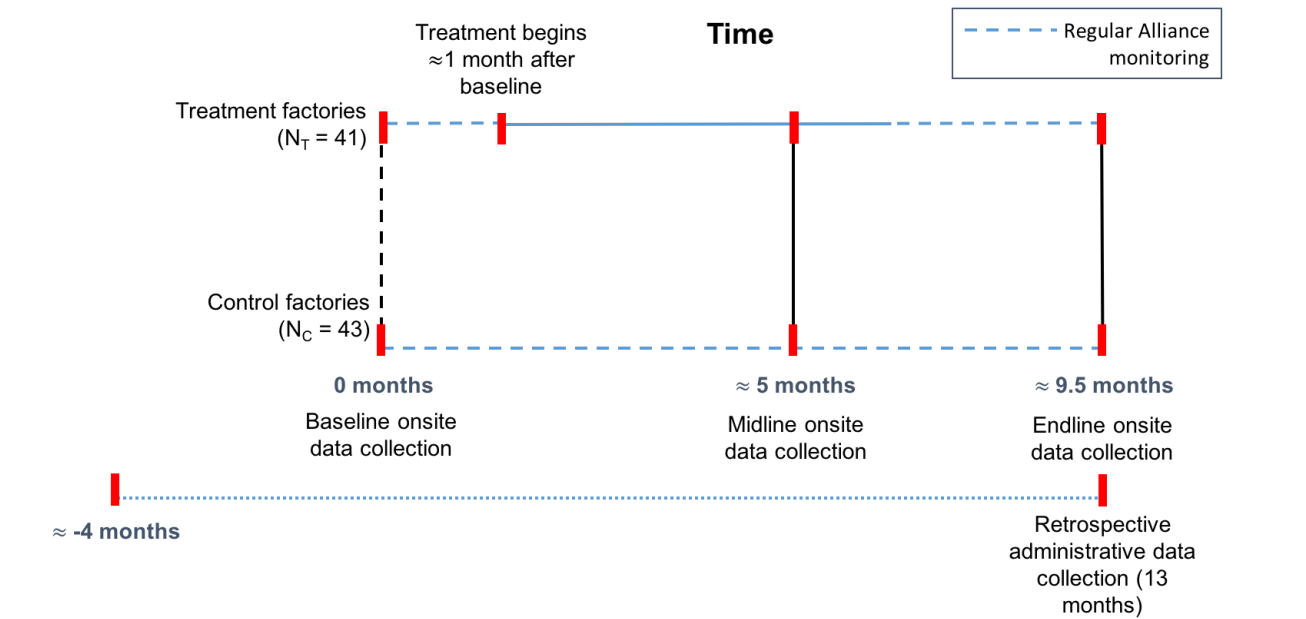 Treatment begins
≈1 month after
baseline
Time
Regular Alliance
monitoring
Treatment factories
(N_T = 41)
Control factories
(N_C = 43)
0 months
≈ 5 months
≈ 9.5 months
Baseline onsite
data collection
Midline onsite
data collection
Endline onsite
data collection
≈ -4 months
Retrospective
administrative data
collection (13
months)